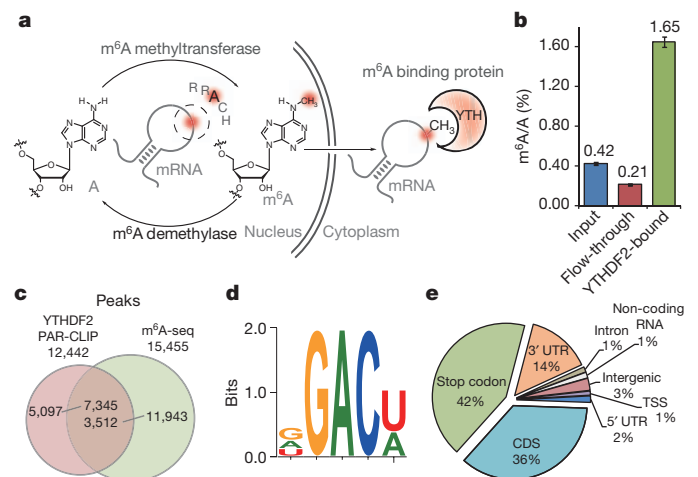 a
m⁶A methyltransferase
H
N
H
N
N
N
N
O
O
O
OH
A
R R A C H
mRNA
H
N
CH₃
N
N
N
N
O
O
O
OH
m⁶A
m⁶A demethylase
Nucleus
Cytoplasm
m⁶A binding protein
CH₃
YTH
mRNA
b
m⁶A/A (%)
1.60
0.80
0.40
0.00
0.42
0.21
1.65
Input
Flow-through
YTHDF2-bound
c
Peaks
YTHDF2
PAR-CLIP
12,442
m⁶A-seq
15,455
5,097
7,345
3,512
11,943
d
Bits
2.0
1.0
0.0
G
A
U
GAC
U
A
e
Stop codon
42%
3′ UTR
14%
Intron
1%
Non-coding
RNA
1%
Intergenic
3%
TSS
1%
5′ UTR
2%
CDS
36%